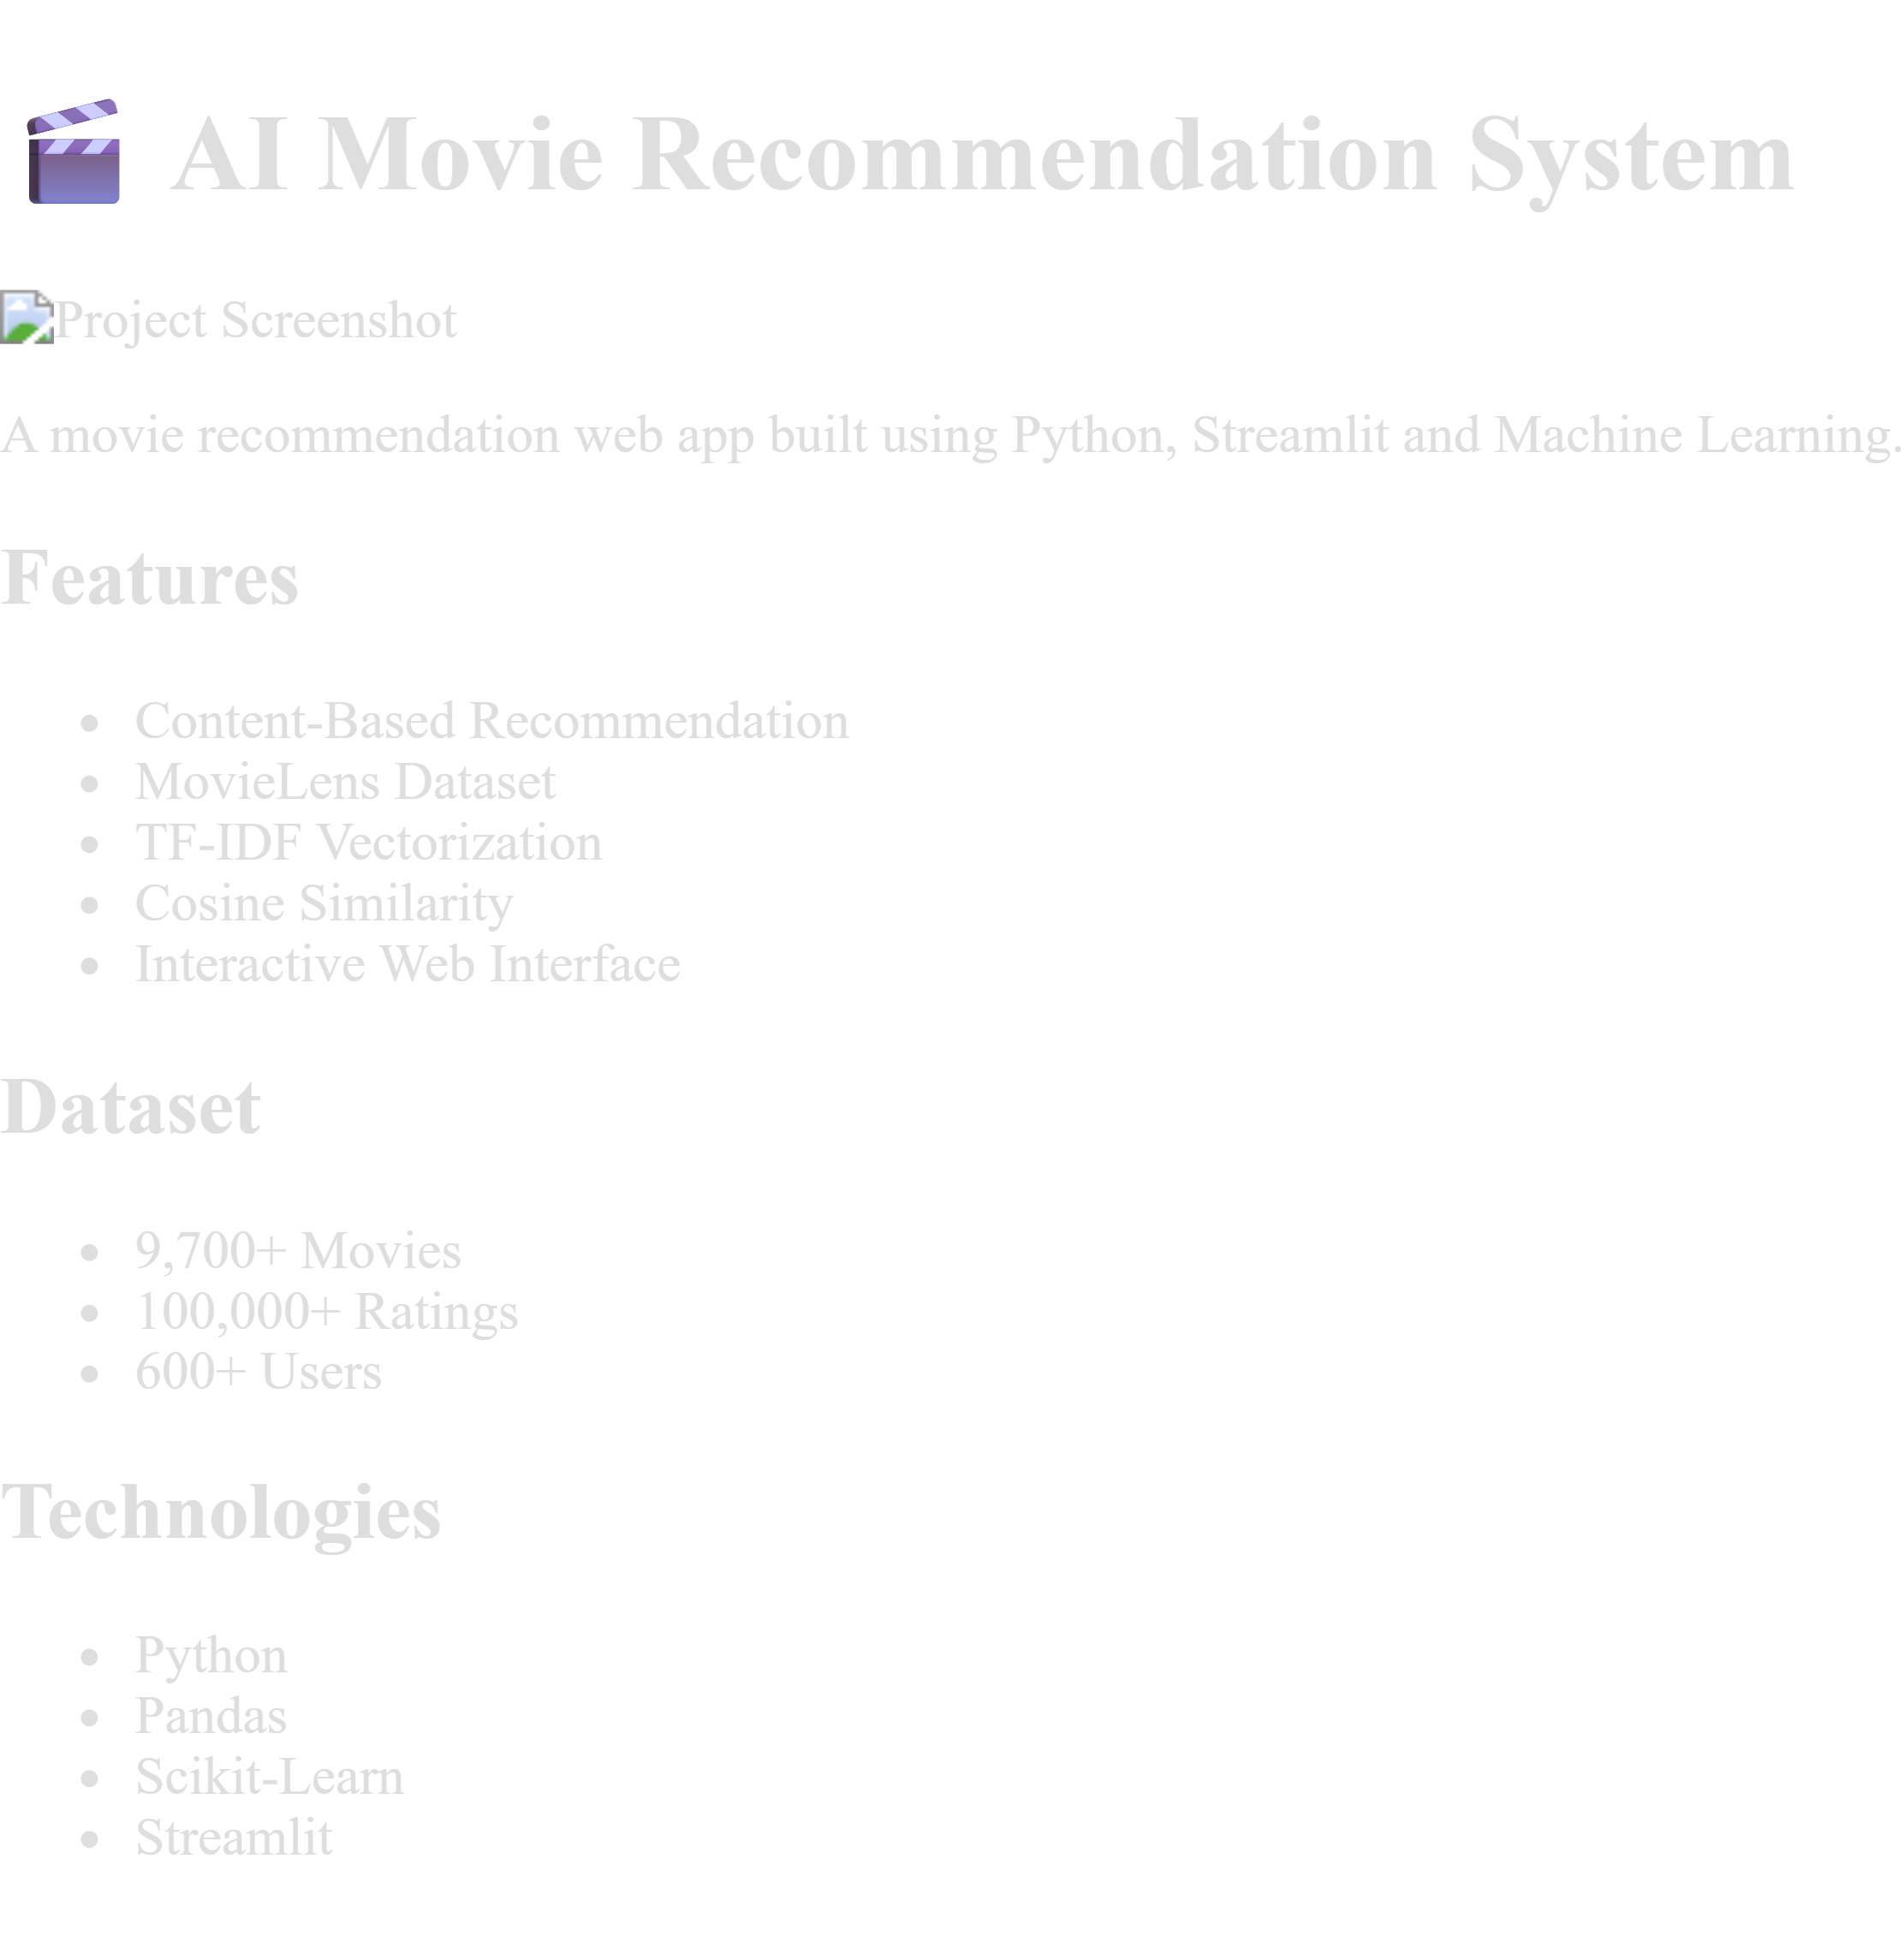 🎬 AI Movie Recommendation System
Project Screenshot
A movie recommendation web app built using Python, Streamlit and Machine Learning.
Features
• Content-Based Recommendation
• MovieLens Dataset
• TF-IDF Vectorization
• Cosine Similarity
• Interactive Web Interface
Dataset
• 9,700+ Movies
• 100,000+ Ratings
• 600+ Users
Technologies
• Python
• Pandas
• Scikit-Learn
• Streamlit